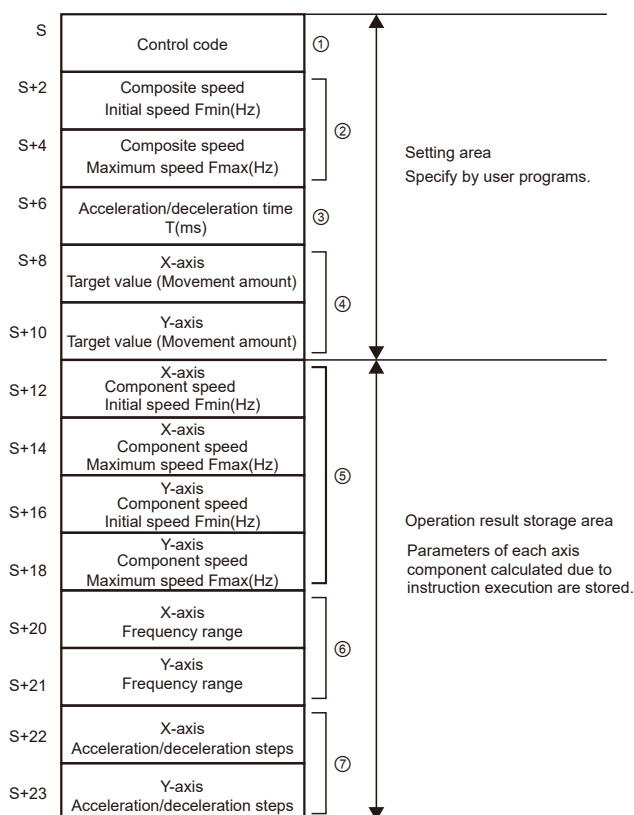 S
Control code
①
S+2
Composite speed
Initial speed Fmin(Hz)
②
S+4
Composite speed
Maximum speed Fmax(Hz)
Setting area
Specify by user programs.
S+6
Acceleration/deceleration time
T(ms)
③
S+8
X-axis
Target value (Movement amount)
④
S+10
Y-axis
Target value (Movement amount)
S+12
X-axis
Component speed
Initial speed Fmin(Hz)
S+14
X-axis
Component speed
Maximum speed Fmax(Hz)
⑤
S+16
Y-axis
Component speed
Initial speed Fmin(Hz)
Operation result storage area
Parameters of each axis
component calculated due to
instruction execution are stored.
S+18
Y-axis
Component speed
Maximum speed Fmax(Hz)
S+20
X-axis
Frequency range
⑥
S+21
Y-axis
Frequency range
S+22
X-axis
Acceleration/deceleration steps
⑦
S+23
Y-axis
Acceleration/deceleration steps